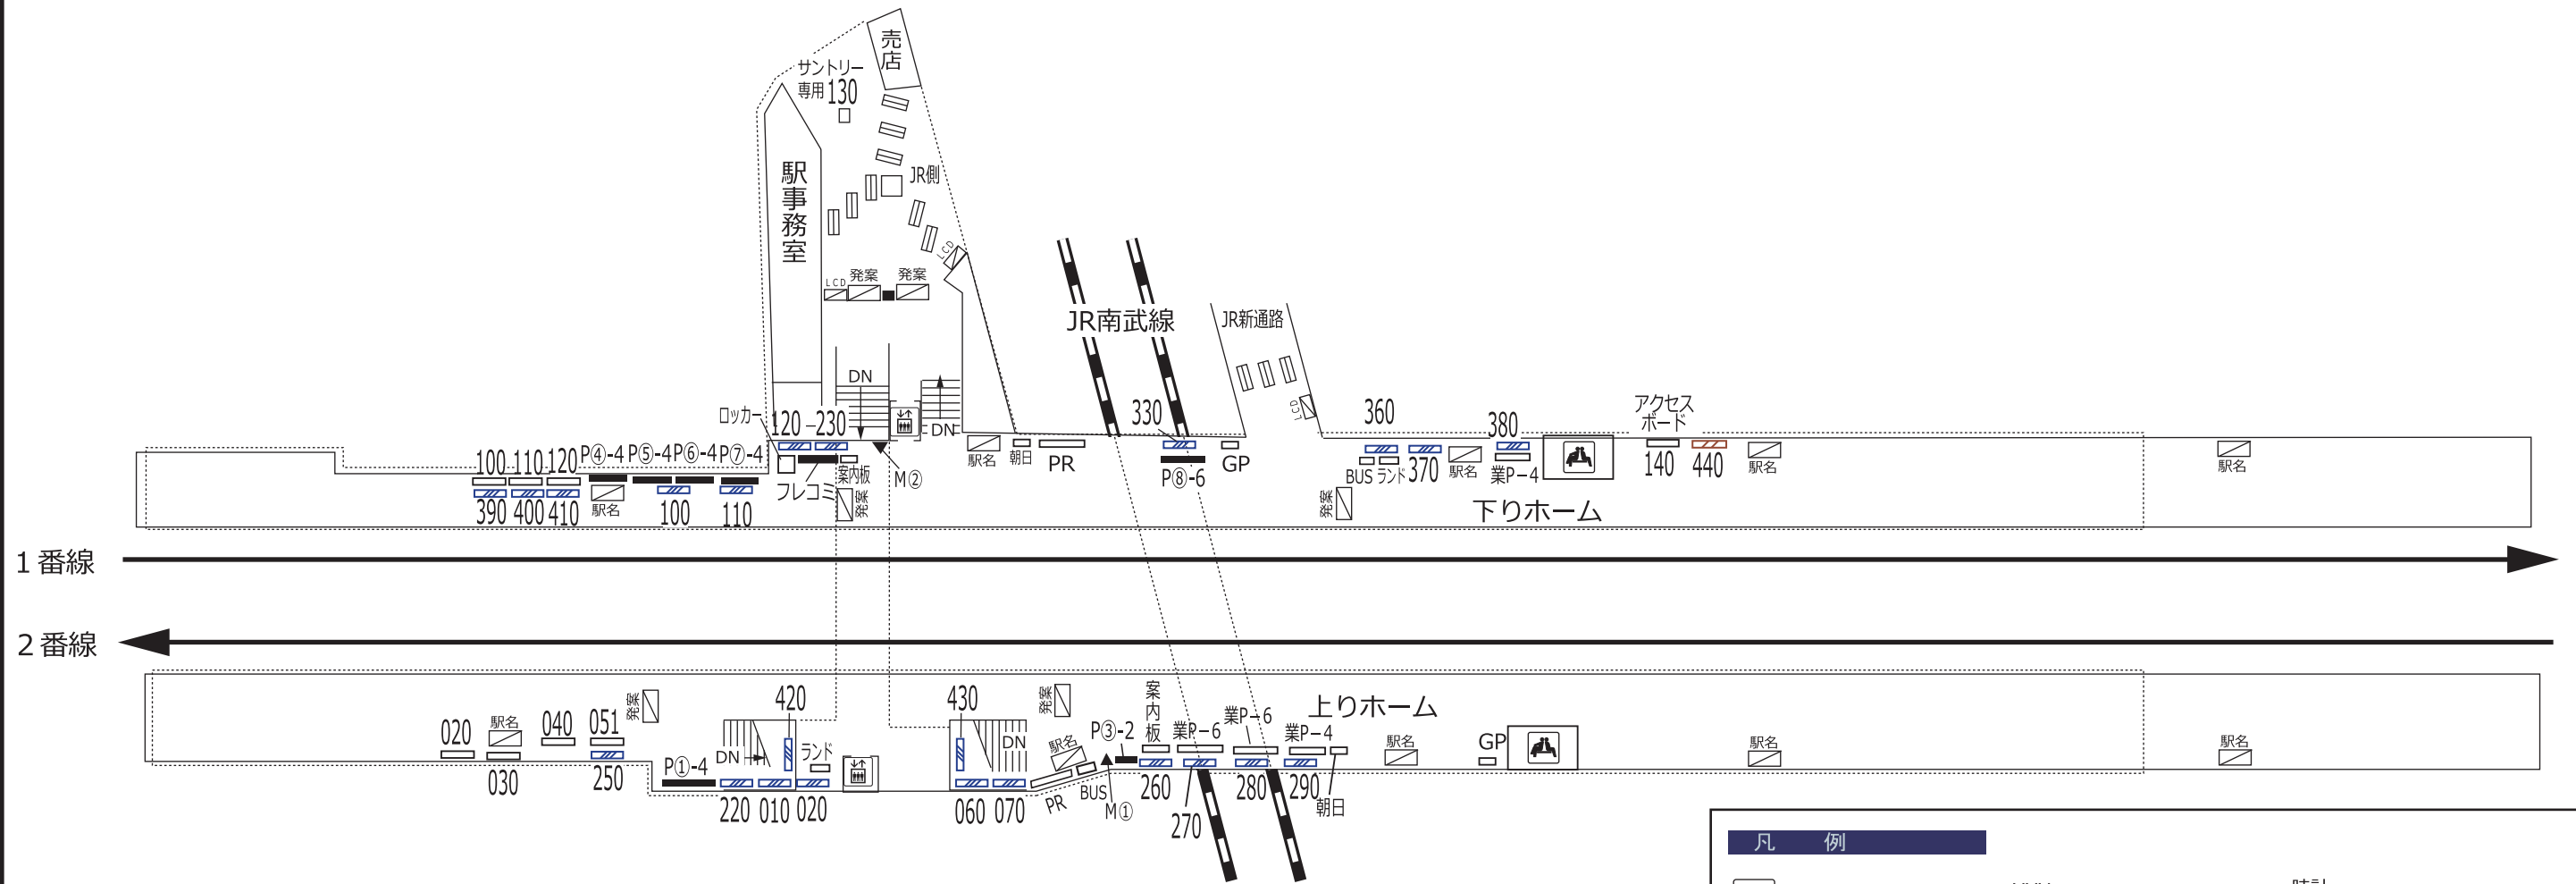 売店
サントリー
専用 130
駅事務室
JR側
LCD
LCD
発案
発案
JR南武線
JR新通路
LCD
DN
DN
ロッカー
120 –230
330
360
380
アクセス
ボード
100
110
120
P④-4
P⑤-4
P⑥-4
P⑦-4
フレコミ
案内板
発案
M②
駅名
朝日
PR
P⑧-6
GP
BUS
ランド
370
駅名
業P–4
140
440
駅名
駅名
390
400
410
駅名
100
110
発案
下りホーム
1 番線
2 番線
発案
420
430
発案
案内板
上りホーム
020
駅名
040
051
030
250
P①-4
DN
ランド
220
010
020
DN
060
070
駅名
PR
BUS
P③-2
M①
業P–6
業P–6
業P–4
260
270
280
290
朝日
駅名
GP
駅名
駅名
凡 例